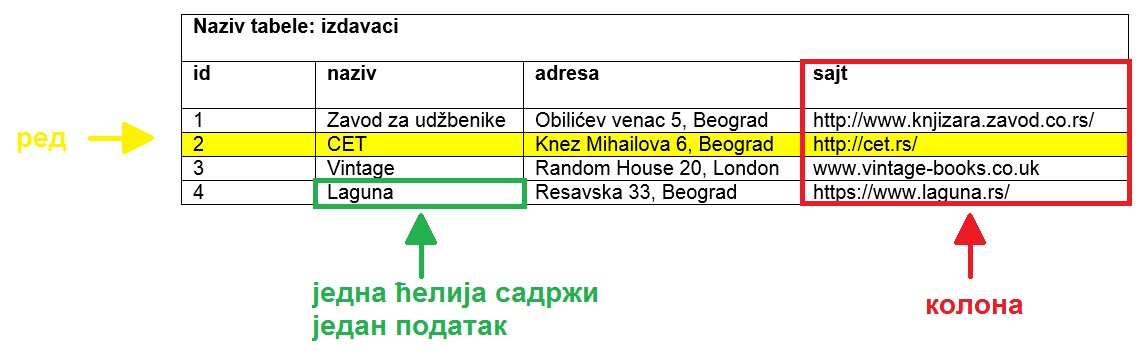 Naziv tabele: izdavaci
id naziv adresa sajt
1 Zavod za udžbenike Obilićev venac 5, Beograd http://www.knjizara.zavod.co.rs/
ред 2 CET Knez Mihailova 6, Beograd http://cet.rs/
3 Vintage Random House 20, London www.vintage-books.co.uk
4 Laguna Resavska 33, Beograd https://www.laguna.rs/
једна ћелија садржи
један податак
колона